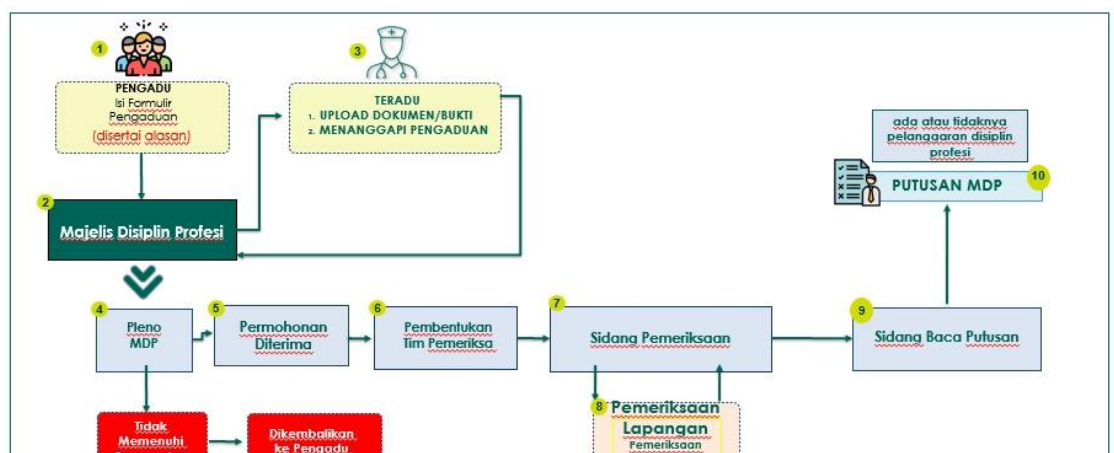 1
PENGADU
Isi Formulir
Pengaduan
(disertai alasan)
3
TERADU
1. UPLOAD DOKUMEN/BUKTI
2. MENANGGAPI PENGADUAN
2
Majelis Disiplin Profesi
ada atau tidaknya
pelanggaran disiplin
profesi
PUTUSAN MDP
10
4
Pleno
MDP
5
Permohonan
Diterima
6
Pembentukan
Tim Pemeriksa
7
Sidang Pemeriksaan
9
Sidang Baca Putusan
Tidak
Memenuhi
Dikembalikan
ke Pengadu
8
Pemeriksaan
Lapangan
Pemeriksaan